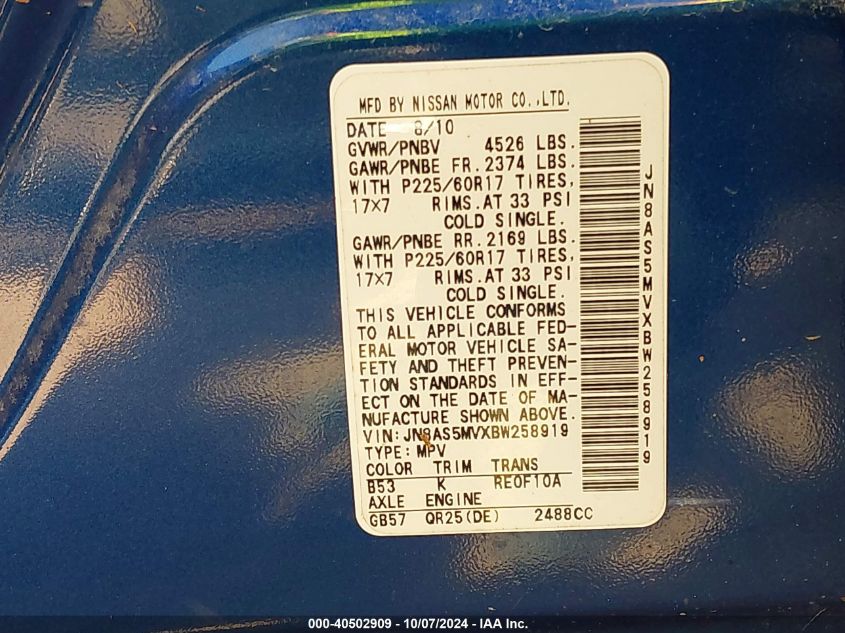 MFD BY NISSAN MOTOR CO.,LTD.
DATE 8/10
GVWR/PNBV 4526 LBS.
GAWR/PNBE FR. 2374 LBS.
WITH P225/60R17 TIRES,
17X7 RIMS.AT 33 PSI
COLD SINGLE.
GAWR/PNBE RR. 2169 LBS.
WITH P225/60R17 TIRES,
17X7 RIMS.AT 33 PSI
COLD SINGLE.
THIS VEHICLE CONFORMS
TO ALL APPLICABLE FED-
ERAL MOTOR VEHICLE SA-
FETY AND THEFT PREVEN-
TION STANDARDS IN EFF-
ECT ON THE DATE OF MA-
NUFACTURE SHOWN ABOVE.
VIN:JN8AS5MVXBW258919
TYPE:MPV
COLOR TRIM TRANS
B53 K RE0F10A
AXLE ENGINE
GB57 QR25(DE) 2488CC
JN8AS5MVXBW258919
000-40502909 - 10/07/2024 - IAA Inc.